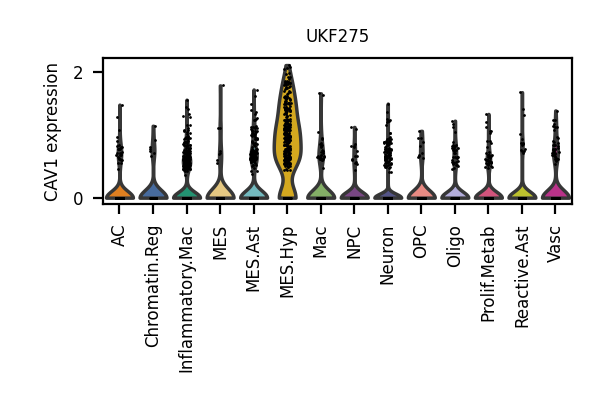 UKF275
CAV1 expression
2
0
AC
Chromatin.Reg
Inflammatory.Mac
MES
MES.Ast
MES.Hyp
Mac
NPC
Neuron
OPC
Oligo
Prolif.Metab
Reactive.Ast
Vasc